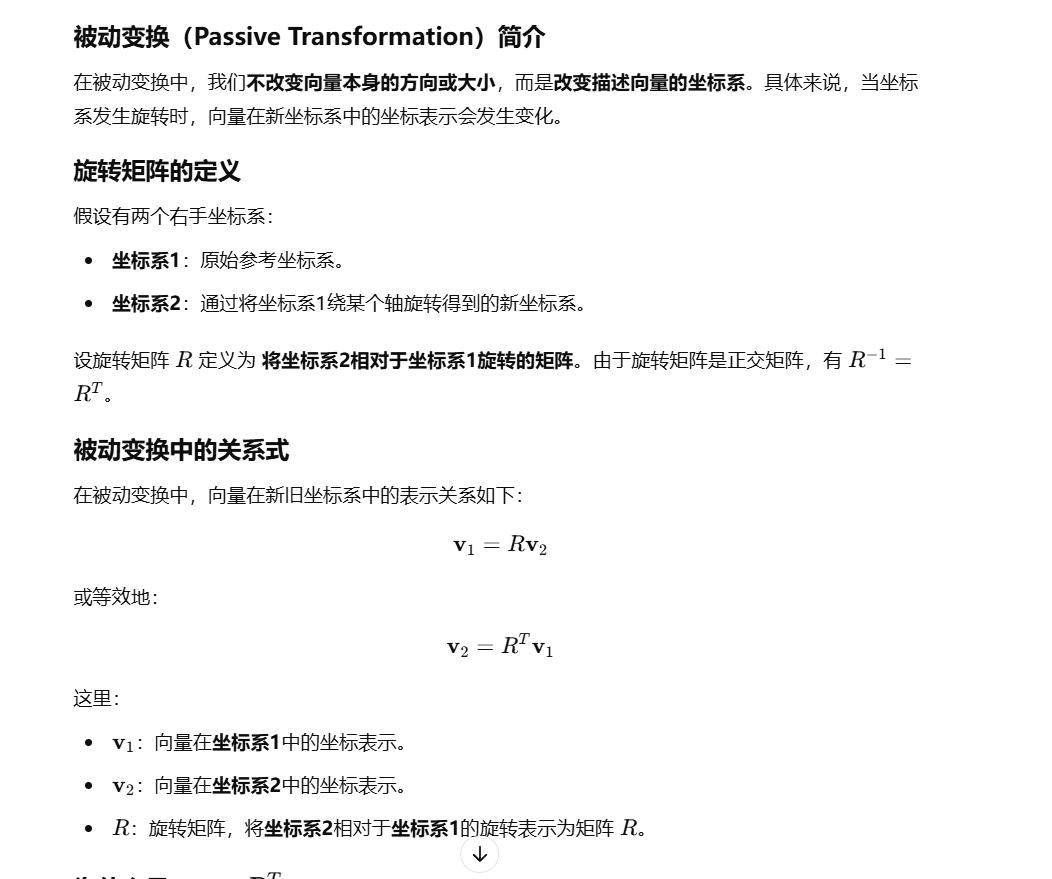 被动变换（Passive Transformation）简介
在被动变换中，我们不改变向量本身的方向或大小，而是改变描述向量的坐标系。具体来说，当坐标
系发生旋转时，向量在新坐标系中的坐标表示会发生变化。
旋转矩阵的定义
假设有两个右手坐标系：
• 坐标系1：原始参考坐标系。
• 坐标系2：通过将坐标系1绕某个轴旋转得到的新坐标系。
设旋转矩阵 R 定义为 将坐标系2相对于坐标系1旋转的矩阵。由于旋转矩阵是正交矩阵，有 R⁻¹ =
Rᵀ。
被动变换中的关系式
在被动变换中，向量在新旧坐标系中的表示关系如下：
v₁ = Rv₂
或等效地：
v₂ = Rᵀv₁
这里：
• v₁：向量在坐标系1中的坐标表示。
• v₂：向量在坐标系2中的坐标表示。
• R：旋转矩阵，将坐标系2相对于坐标系1的旋转表示为矩阵 R。